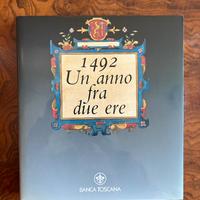 1492
Un anno
fra
due ere
BANCA TOSCANA